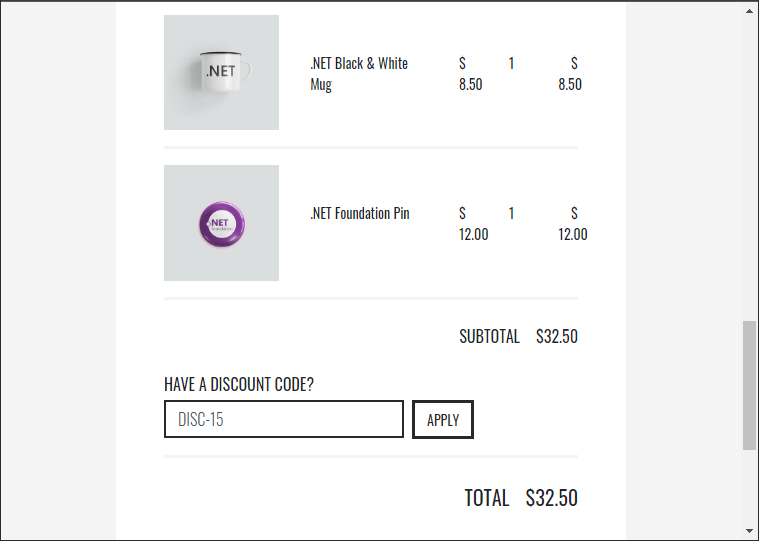 .NET
.NET Black & White
Mug
$
8.50
1
$
8.50
.NET
foundation
.NET Foundation Pin
$
12.00
1
$
12.00
SUBTOTAL $32.50
HAVE A DISCOUNT CODE?
DISC-15
APPLY
TOTAL $32.50